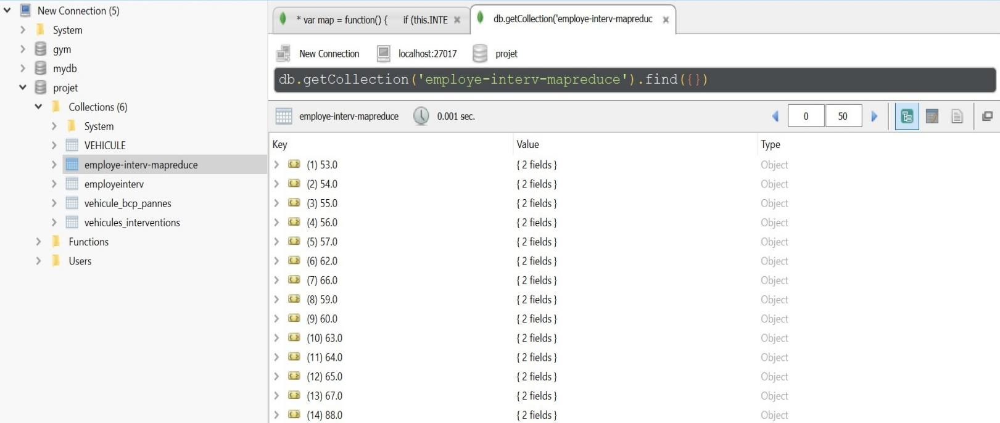 New Connection (5)
System
gym
mydb
projet
Collections (6)
System
VEHICULE
employe-interv-mapreduce
employeinterv
vehicule_bcp_pannes
vehicules_interventions
Functions
Users
* var map = function() { if (this.INTE
db.getCollection('employe-interv-mapreduc
New Connection localhost:27017 projet
db.getCollection('employe-interv-mapreduce').find({})
employe-interv-mapreduce 0.001 sec. 0 50
Key Value Type
(1) 53.0 { 2 fields } Object
(2) 54.0 { 2 fields } Object
(3) 55.0 { 2 fields } Object
(4) 56.0 { 2 fields } Object
(5) 57.0 { 2 fields } Object
(6) 62.0 { 2 fields } Object
(7) 66.0 { 2 fields } Object
(8) 59.0 { 2 fields } Object
(9) 60.0 { 2 fields } Object
(10) 63.0 { 2 fields } Object
(11) 64.0 { 2 fields } Object
(12) 65.0 { 2 fields } Object
(13) 67.0 { 2 fields } Object
(14) 88.0 { 2 fields } Object